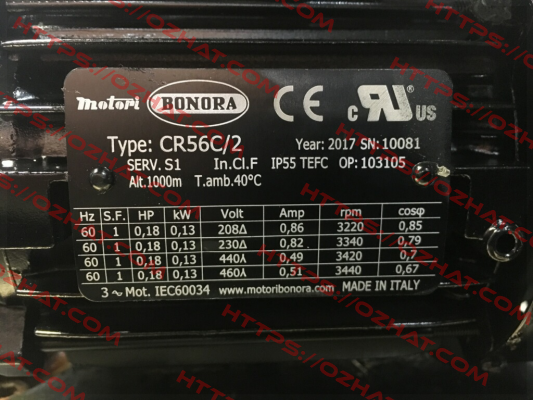 motori BONORA CE c RU US
Type: CR56C/2 Year: 2017 SN: 10081
SERV. S1 In.Cl.F IP55 TEFC OP: 103105
Alt.1000m T.amb.40°C
Hz S.F. HP kW Volt Amp rpm cosφ
60 1 0,18 0,13 208Δ 0,86 3220 0,85
60 1 0,18 0,13 230Δ 0,82 3340 0,79
60 1 0,18 0,13 440⅄ 0,49 3420 0,7
60 1 0,18 0,13 460⅄ 0,51 3440 0,67
3~Mot. IEC60034 www.motoribonora.com MADE IN ITALY
HTTPS://OZHAT.COM